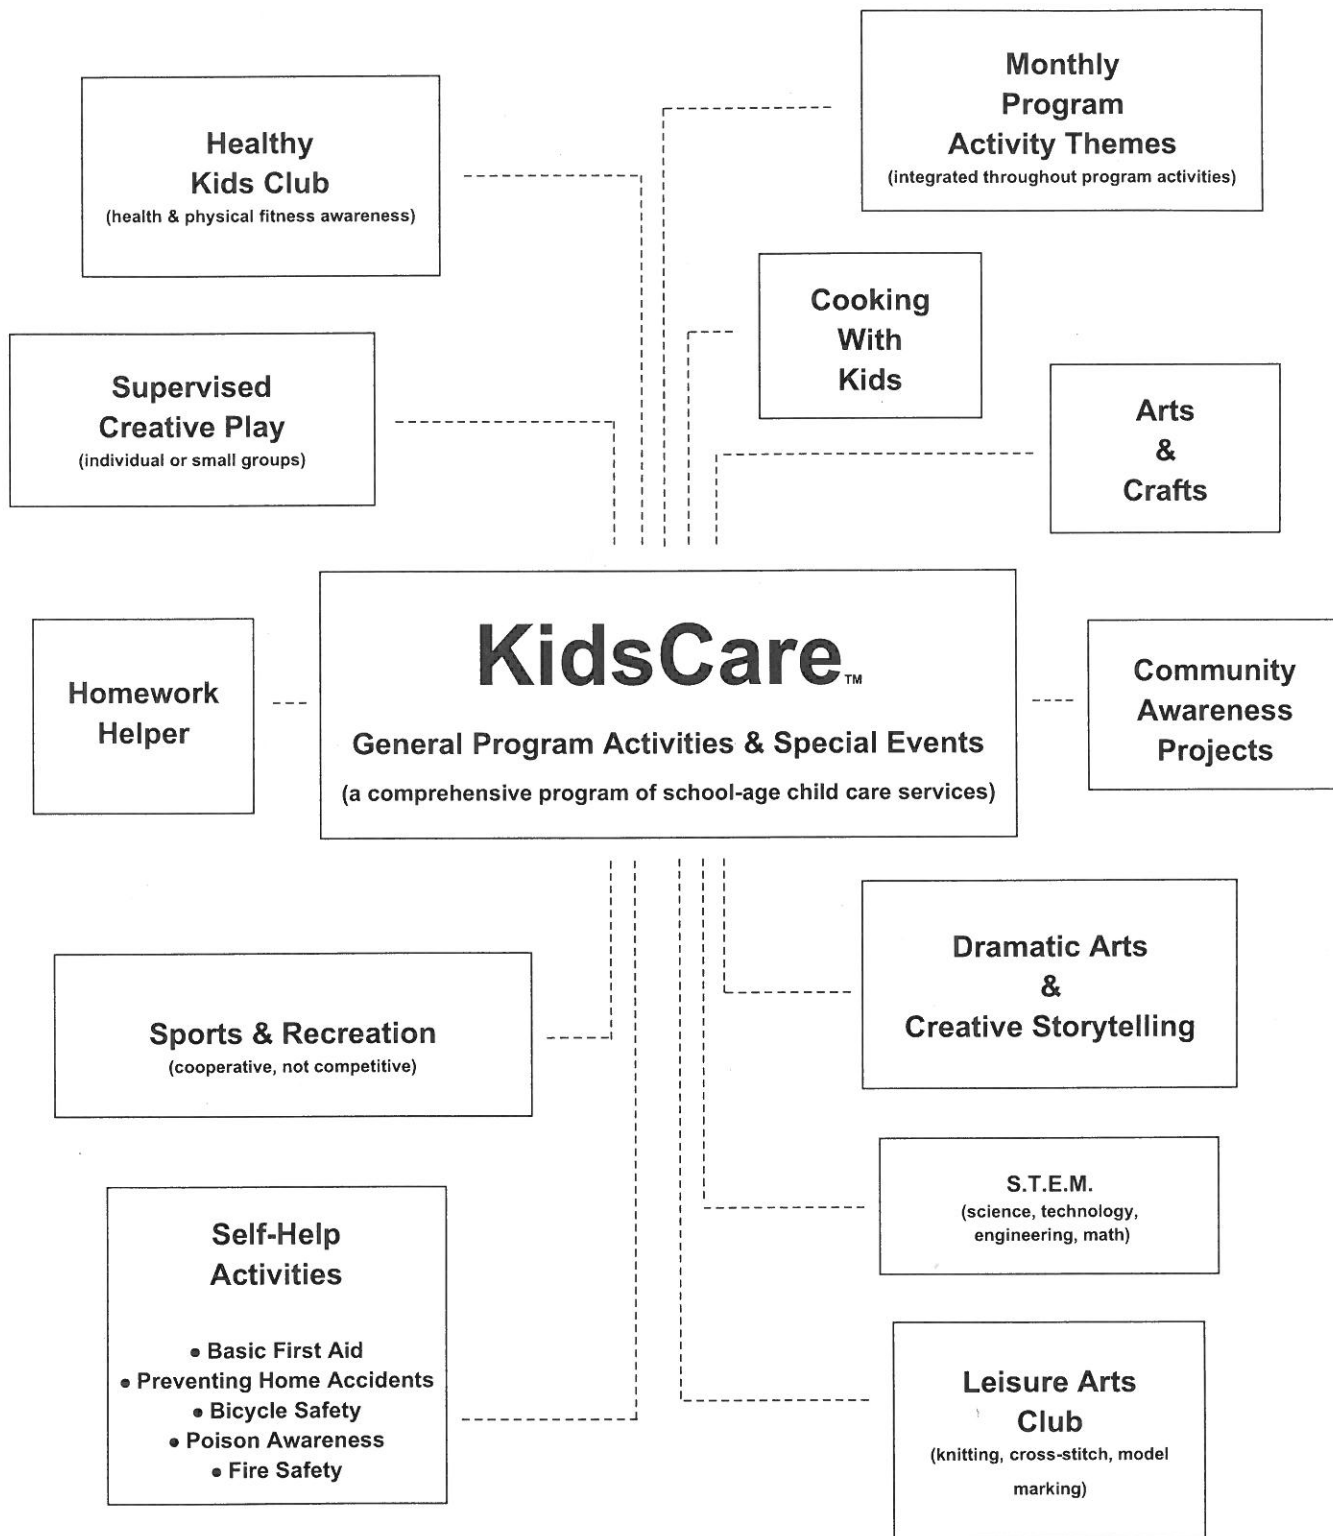 Monthly
Program
Activity Themes
(integrated throughout program activities)
Healthy
Kids Club
(health & physical fitness awareness)
Cooking
With
Kids
Supervised
Creative Play
(individual or small groups)
Arts
&
Crafts
KidsCare™
General Program Activities & Special Events
(a comprehensive program of school-age child care services)
Homework
Helper
Community
Awareness
Projects
Dramatic Arts
&
Creative Storytelling
Sports & Recreation
(cooperative, not competitive)
S.T.E.M.
(science, technology,
engineering, math)
Self-Help
Activities
• Basic First Aid
• Preventing Home Accidents
• Bicycle Safety
• Poison Awareness
• Fire Safety
Leisure Arts
Club
(knitting, cross-stitch, model
marking)